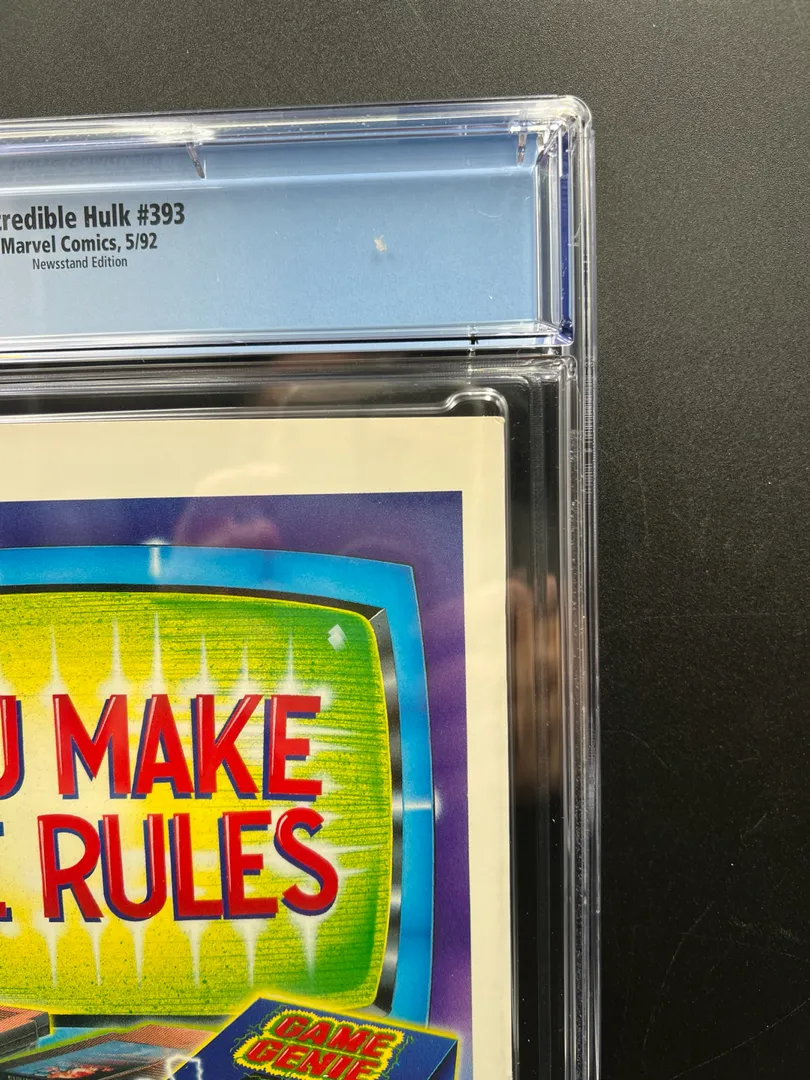 credible Hulk #393
Marvel Comics, 5/92
Newsstand Edition
U MAKE
E RULES
GAME
GENIE